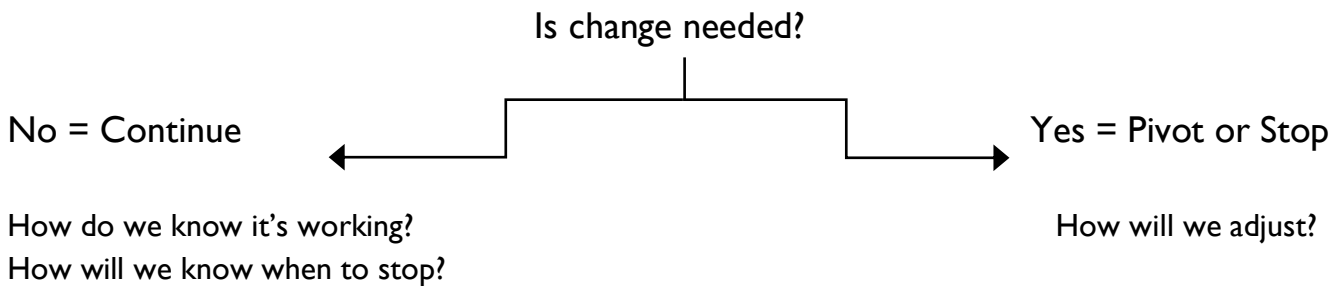 Is change needed?
No = Continue
Yes = Pivot or Stop
How do we know it’s working?
How will we adjust?
How will we know when to stop?